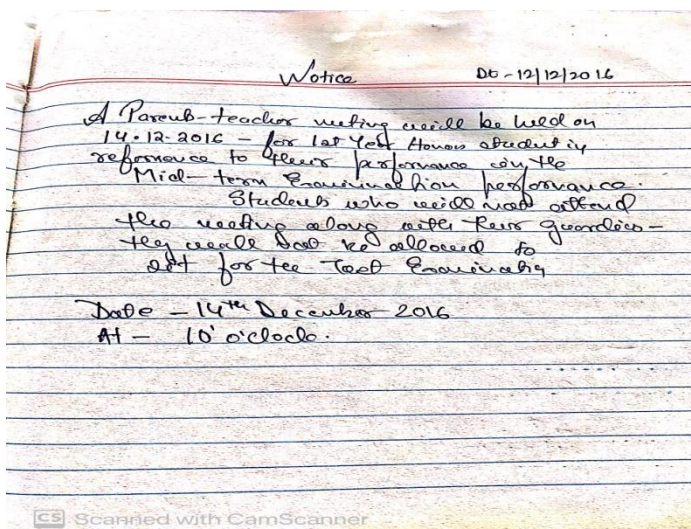 Notice Dt - 12/12/2016
A Parent-teacher meeting will be held on
14.12.2016 - for 1st Year Honors student in
reference to their performance in the
Mid-term Examination performance.
Students who will not attend
the meeting along with their guardian -
they will not be allowed to
sit for the Test Examination
Date - 14th December 2016
At - 10 o'clock.
CS Scanned with CamScanner